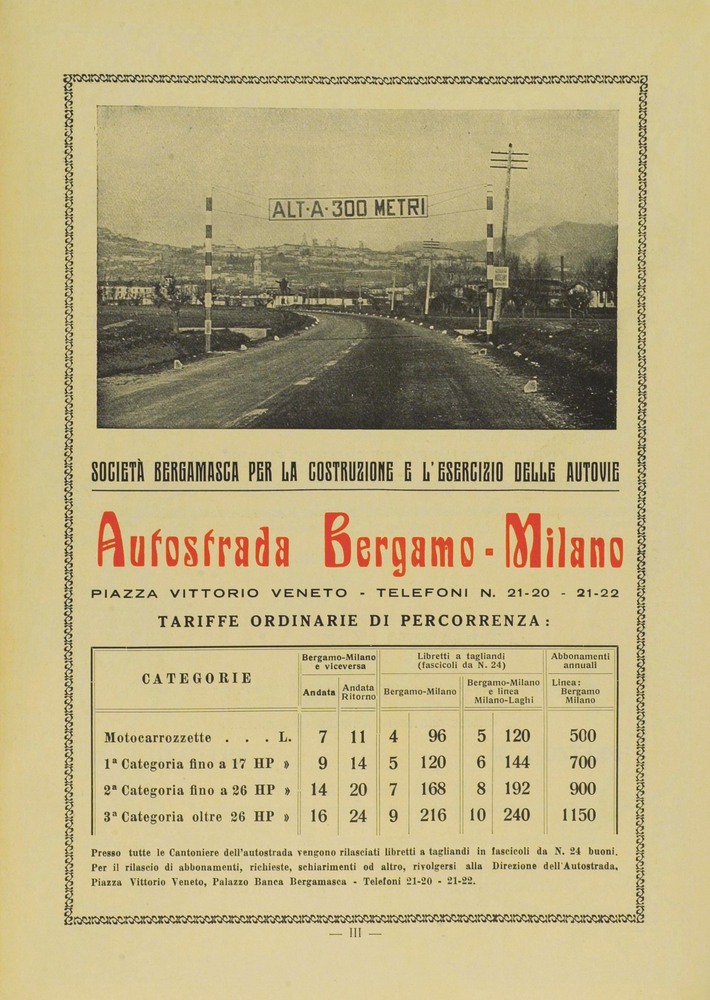 ALT·A·300 METRI
SOCIETÀ BERGAMASCA PER LA COSTRUZIONE E L'ESERCIZIO DELLE AUTOVIE
Autostrada Bergamo-Milano
PIAZZA VITTORIO VENETO - TELEFONI N. 21-20 - 21-22
TARIFFE ORDINARIE DI PERCORRENZA:
CATEGORIE
Bergamo-Milano
e viceversa
Libretti a tagliandi
(fascicoli da N. 24)
Abbonamenti
annuali
Andata
Andata
Ritorno
Bergamo-Milano
Bergamo-Milano
e linea
Milano-Laghi
Linea:
Bergamo
Milano
Motocarrozzette . . . L. 7 11 4 96 5 120 500
1ª Categoria fino a 17 HP » 9 14 5 120 6 144 700
2ª Categoria fino a 26 HP » 14 20 7 168 8 192 900
3ª Categoria oltre 26 HP » 16 24 9 216 10 240 1150
Presso tutte le Cantoniere dell'autostrada vengono rilasciati libretti a tagliandi in fascicoli da N. 24 buoni.
Per il rilascio di abbonamenti, richieste, schiarimenti od altro, rivolgersi alla Direzione dell'Autostrada,
Piazza Vittorio Veneto, Palazzo Banca Bergamasca - Telefoni 21-20 - 21-22.
— III —